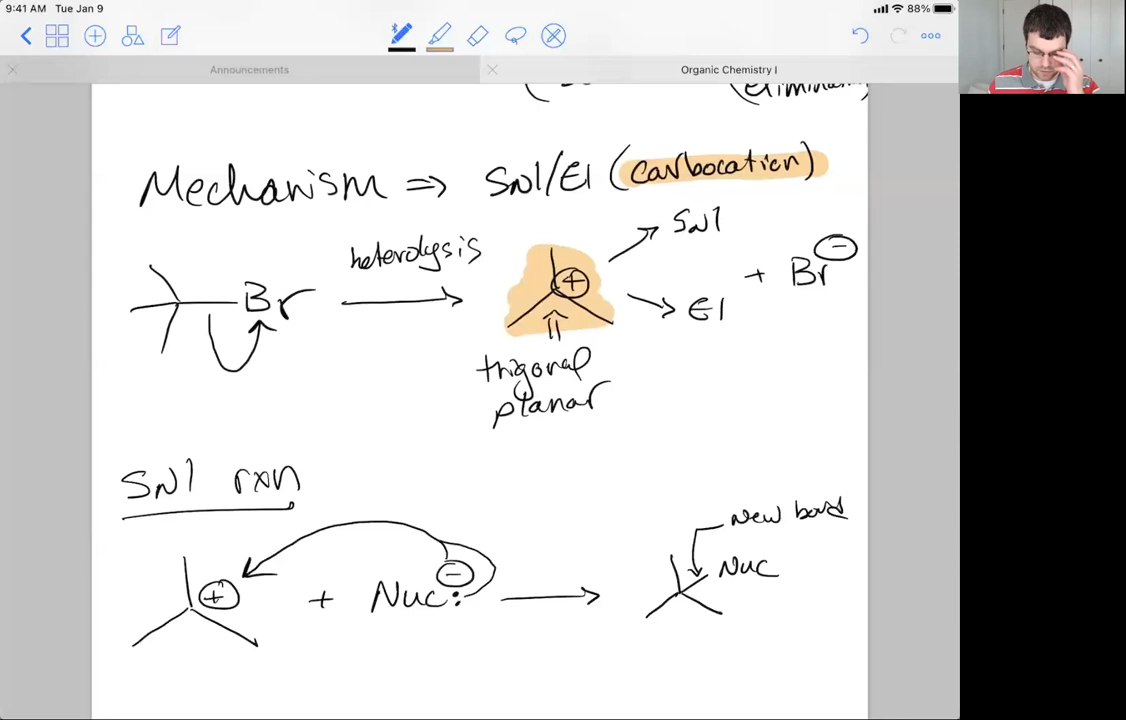 9:41 AM Tue Jan 9
88%
Announcements
Organic Chemistry I
Mechanism ⇒ SN1/E1 (carbocation)
heterolysis
SN1
Br
+
+ Br −
E1
trigonal
planar
SN1 rxn
New bond
+ + Nuc: −
Nuc